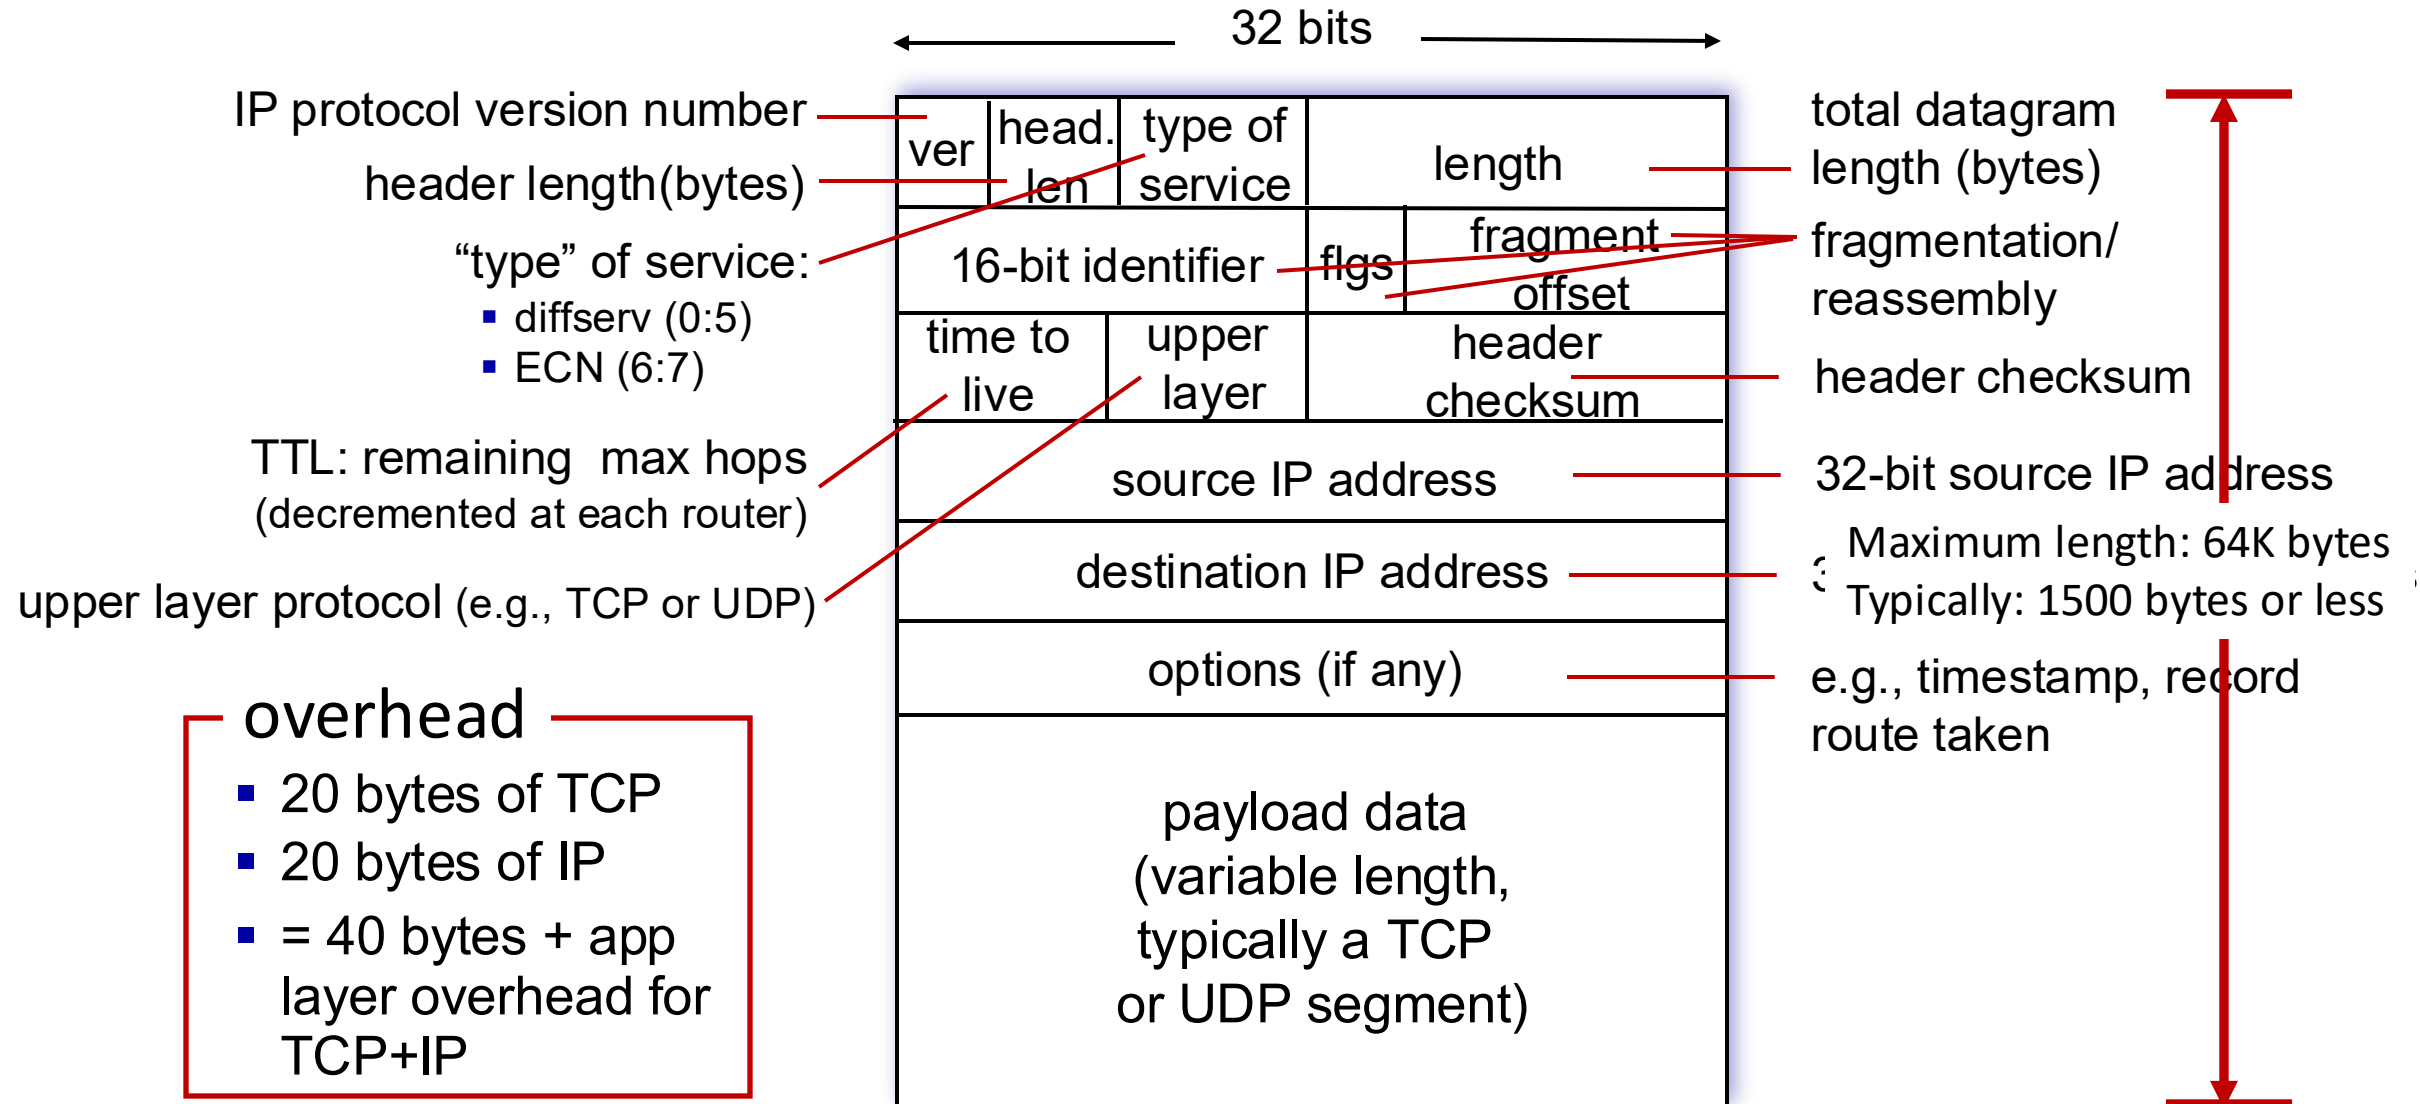 32 bits
IP protocol version number
header length(bytes)
“type” of service:
▪ diffserv (0:5)
▪ ECN (6:7)
TTL: remaining  max hops
(decremented at each router)
upper layer protocol (e.g., TCP or UDP)
overhead
▪ 20 bytes of TCP
▪ 20 bytes of IP
▪ = 40 bytes + app
layer overhead for
TCP+IP
ver
head.
len
type of
service
length
16-bit identifier
flgs
fragment
offset
time to
live
upper
layer
header
checksum
source IP address
destination IP address
options (if any)
payload data
(variable length,
typically a TCP
or UDP segment)
total datagram
length (bytes)
fragmentation/
reassembly
header checksum
32-bit source IP address
Maximum length: 64K bytes
Typically: 1500 bytes or less
e.g., timestamp, record
route taken